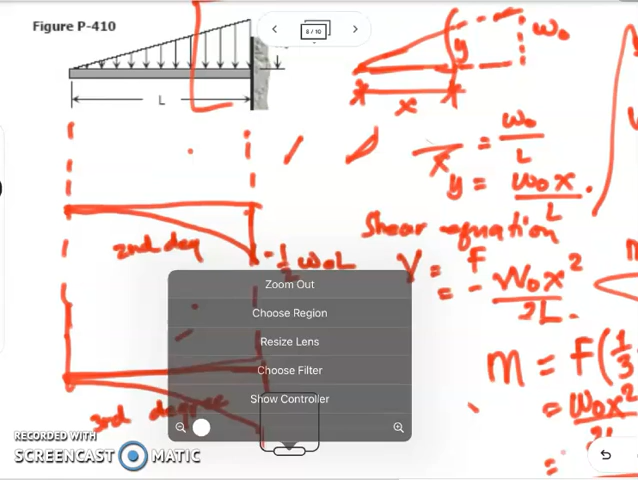 Figure P-410
8 / 10
L
y
w₀
x
y/x = w₀/L
y = w₀x/L
Shear equation
2nd deg
-1/2 w₀L
V = F
= - W₀x²/2L
Zoom Out
Choose Region
Resize Lens
Choose Filter
Show Controller
3rd degree
M = F(1/3
= W₀x²
=
RECORDED WITH
SCREENCAST MATIC